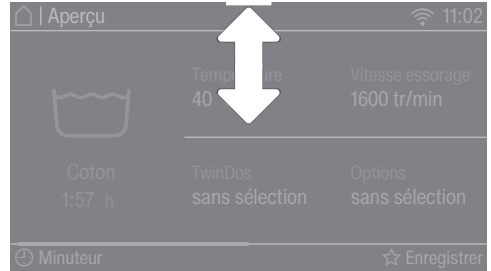 | Aperçu 11:02
Température Vitesse essorage
40 1600 tr/min
Coton TwinDos Options
1:57 h sans sélection sans sélection
Minuteur Enregistrer